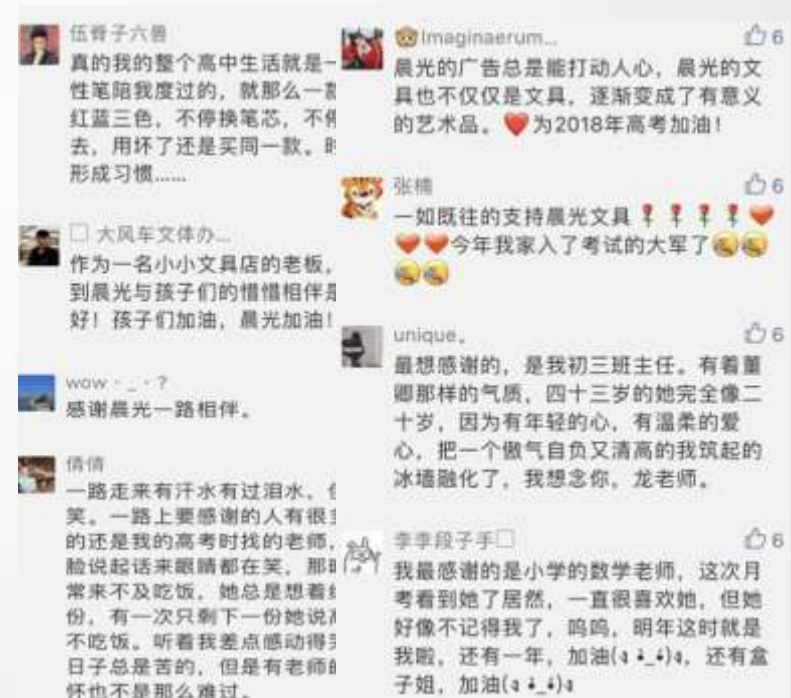 伍脊子六兽
真的我的整个高中生活就是一
性笔陪我度过的，就那么一款
红蓝三色，不停换笔芯，不停
去，用坏了还是买同一款。时
形成习惯……
大风车文体办...
作为一名小小文具店的老板，
到晨光与孩子们的惜惜相伴是
好！孩子们加油，晨光加油！
wow · _ · ?
感谢晨光一路相伴。
倩倩
一路走来有汗水有过泪水，
笑。一路上要感谢的人有很多
的还是我的高考时找的老师，
脸说起话来眼睛都在笑，那时
常来不及吃饭，她总是想着给
份，有一次只剩下一份她说
不吃饭。听着我差点感动得哭
日子总是苦的，但是有老师的
怀也不是那么难过。
Imaginaerum...
6
晨光的广告总是能打动人心，晨光的文
具也不仅仅是文具，逐渐变成了有意义
的艺术品。❤️为2018年高考加油！
张楠
6
一如既往的支持晨光文具🌹🌹🌹🌹❤️
❤️❤️今年我家入了考试的大军了
unique。
6
最想感谢的，是我初三班主任。有着董
卿那样的气质，四十三岁的她完全像二
十岁，因为有年轻的心，有温柔的爱
心，把一个傲气自负又清高的我筑起的
冰墙融化了，我想念你，龙老师。
李李段子手
6
我最感谢的是小学的数学老师，这次月
考看到她了居然，一直很喜欢她，但她
好像不记得我了，呜呜，明年这时就是
我啦，还有一年，加油(ง •̀_•́)ง，还有盒
子姐，加油(ง •̀_•́)ง